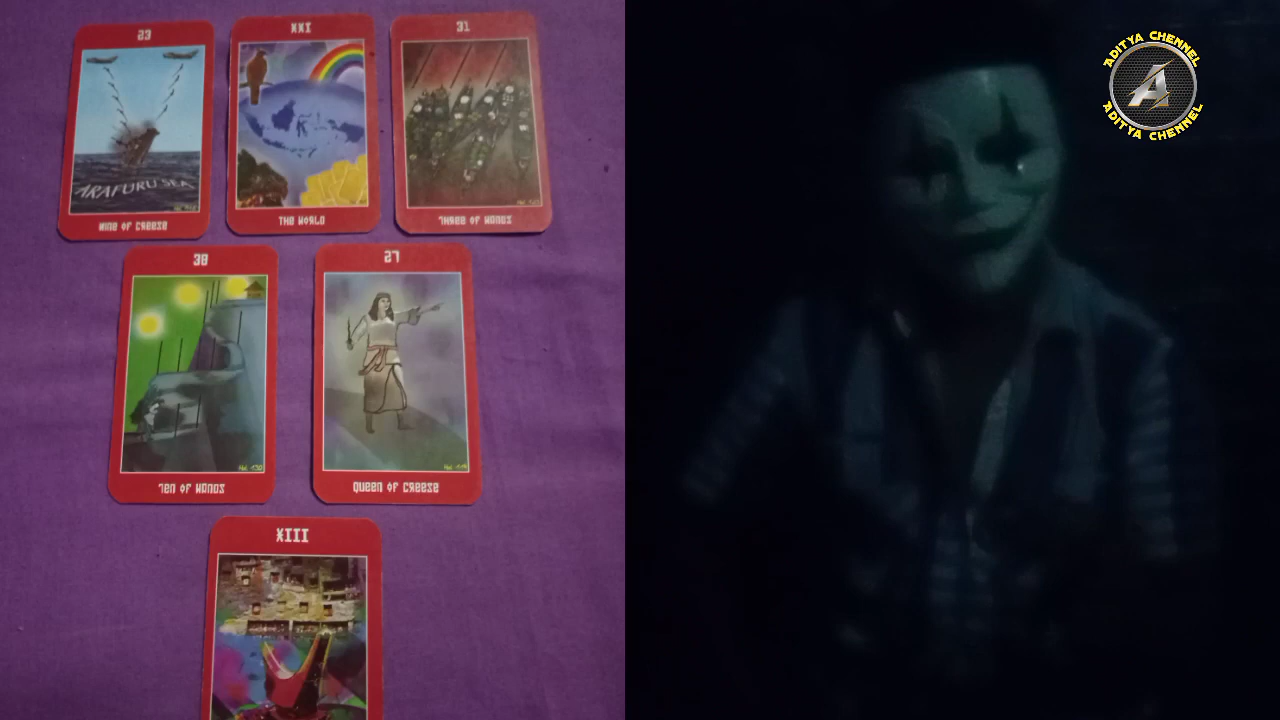 23
XXI
31
ARAFURU SEA
NINE OF CREESE
THE WORLD
THREE OF WANDS
38
27
TEN OF WANDS
QUEEN OF CREESE
XIII
ADITYA CHENNEL
A
ADITYA CHENNEL